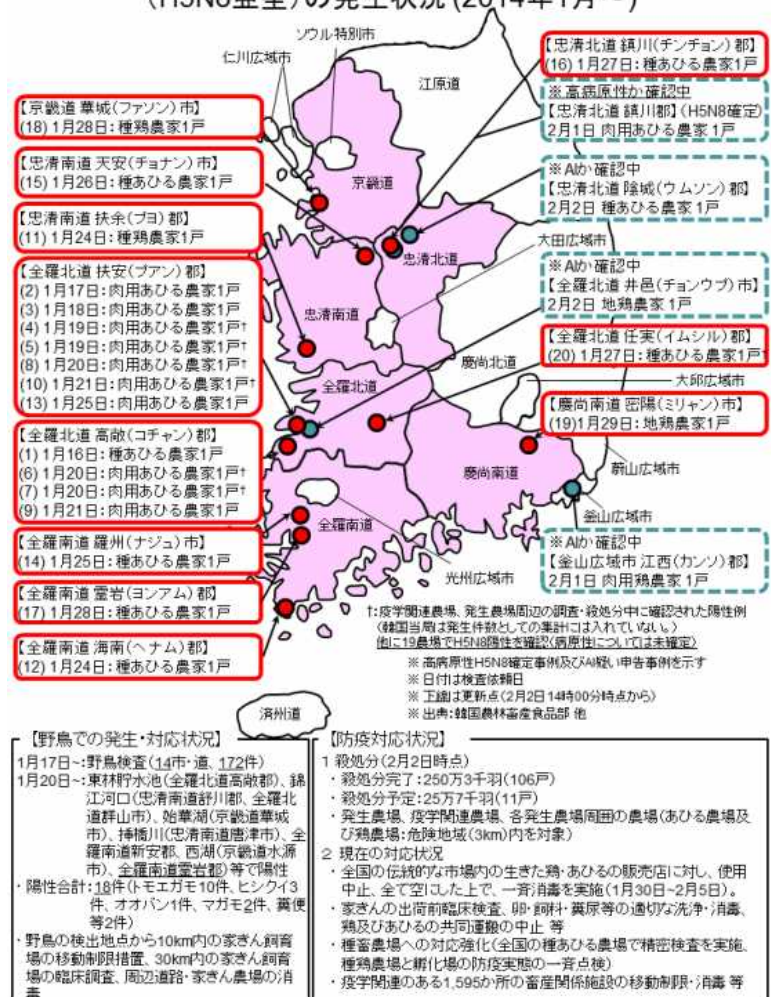 (H5N8亜型)の発生状況 (2014年1月～)
ソウル特別市
仁川広域市
江原道
京畿道
忠清北道
大田広域市
忠清南道
慶尚北道
全羅北道
大邱広域市
慶尚南道
蔚山広域市
釜山広域市
全羅南道
光州広域市
済州道
【京畿道 華城(ファソン)市】
(18) 1月28日:種鶏農家1戸
【忠清南道 天安(チョナン)市】
(15) 1月26日:種あひる農家1戸
【忠清南道 扶余(プヨ)郡】
(11) 1月24日:種鶏農家1戸
【全羅北道 扶安(プアン)郡】
(2) 1月17日:肉用あひる農家1戸
(3) 1月18日:肉用あひる農家1戸
(4) 1月19日:肉用あひる農家1戸†
(5) 1月19日:肉用あひる農家1戸†
(8) 1月20日:肉用あひる農家1戸†
(10) 1月21日:肉用あひる農家1戸†
(13) 1月25日:肉用あひる農家1戸
【全羅北道 高敞(コチャン)郡】
(1) 1月16日:種あひる農家1戸
(6) 1月20日:肉用あひる農家1戸†
(7) 1月20日:肉用あひる農家1戸†
(9) 1月21日:肉用あひる農家1戸
【全羅南道 羅州(ナジュ)市】
(14) 1月25日:種あひる農家1戸
【全羅南道 霊岩(ヨンアム)郡】
(17) 1月28日:種あひる農家1戸
【全羅南道 海南(ヘナム)郡】
(12) 1月24日:種あひる農家1戸
【忠清北道 鎮川(チンチョン)郡】
(16) 1月27日:種あひる農家1戸
※高病原性か確認中
【忠清北道 鎮川郡】(H5N8確定)
2月1日 肉用あひる農家1戸
※AIか確認中
【忠清北道 陰城(ウムソン)郡】
2月2日 種あひる農家1戸
※AIか確認中
【全羅北道 井邑(チョンウプ)市】
2月2日 地鶏農家 1戸
【全羅北道 任実(イムシル)郡】
(20) 1月27日:種あひる農家1戸†
【慶尚南道 密陽(ミリャン)市】
(19)1月29日:地鶏農家1戸
※AIか確認中
【釜山広域市 江西(カンソ)郡】
2月1日 肉用鶏農家 1戸
†:疫学関連農場、発生農場周辺の調査・殺処分中に確認された陽性例
(韓国当局は発生件数としての集計には入れていない。)
他に19農場でH5N8陽性を確認(病原性については未確定)
※ 高病原性H5N8確定事例及びAI疑い申告事例を示す
※ 日付は検査依頼日
※ 下線は更新点(2月2日14時00分時点から)
※ 出典:韓国農林畜産食品部 他
【野鳥での発生・対応状況】
1月17日~:野鳥検査(14市・道、172件)
1月20日~:東林貯水池(全羅北道高敞郡)、錦
江河口(忠清南道舒川郡、全羅北
道群山市)、始華湖(京畿道華城
市)、挿橋川(忠清南道唐津市)、全
羅南道新安郡、西湖(京畿道水源
市)、全羅南道霊岩郡)等で陽性
・陽性合計:18件(トモエガモ10件、ヒシクイ3
件、オオバン1件、マガモ2件、糞便
等2件)
・野鳥の検出地点から10km内の家きん飼育
場の移動制限措置、30km内の家きん飼育
場の臨床調査、周辺道路・家きん農場の消
毒
【防疫対応状況】
1 殺処分(2月2日時点)
・殺処分完了:250万3千羽(106戸)
・殺処分予定:25万7千羽(11戸)
・発生農場、疫学関連農場、各発生農場周囲の農場(あひる農場及
び鶏農場:危険地域(3km)内を対象)
2 現在の対応状況
・全国の伝統的な市場内の生きた鶏・あひるの販売店に対し、使用
中止、全て空にした上で、一斉消毒を実施(1月30日~2月5日)。
・家きんの出荷前臨床検査、卵・飼料・糞尿等の適切な洗浄・消毒、
鶏及びあひるの共同運搬の中止 等
・種畜農場への対応強化(全国の種あひる農場で精密検査を実施、
種鶏農場と孵化場の防疫実態の一斉点検)
・疫学関連のある1,595か所の畜産関係施設の移動制限・消毒 等